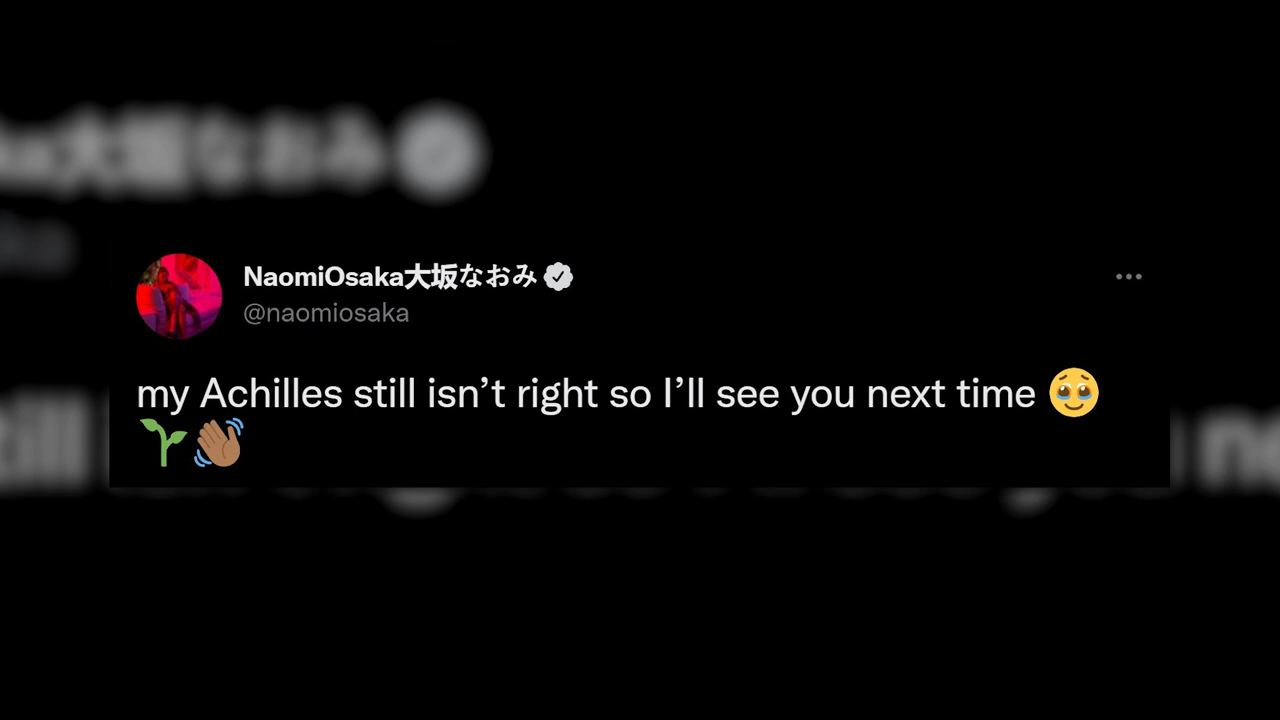 NaomiOsaka大坂なおみ
@naomiosaka
my Achilles still isn’t right so I’ll see you next time 🥹
🌱👋🏽